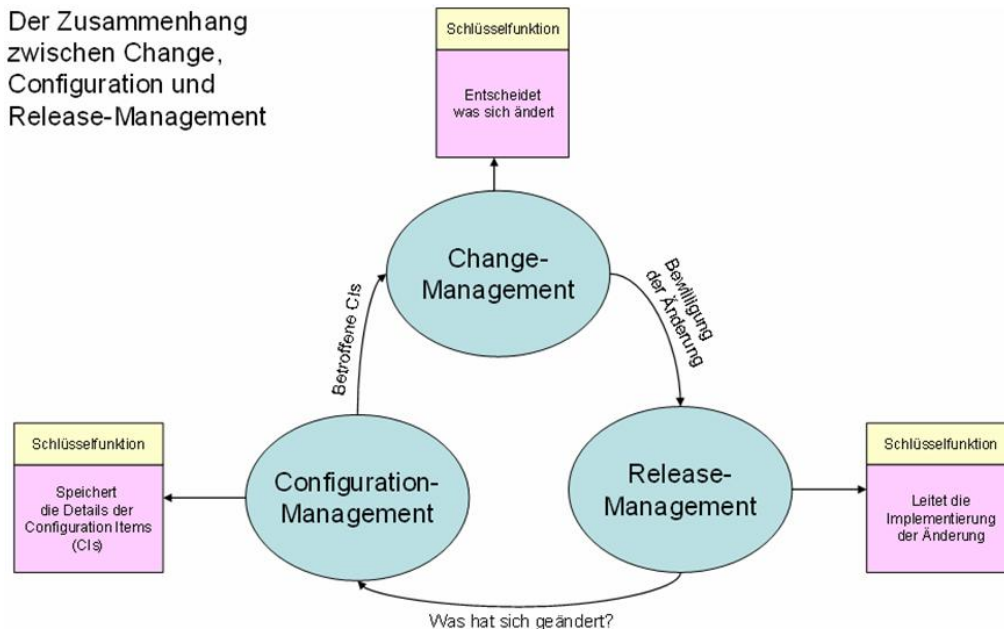 Der Zusammenhang
zwischen Change,
Configuration und
Release-Management
Schlüsselfunktion
Entscheidet
was sich ändert
Change-
Management
Betroffene CIs
Bewilligung
der Änderung
Schlüsselfunktion
Speichert
die Details der
Configuration Items
(CIs)
Configuration-
Management
Release-
Management
Schlüsselfunktion
Leitet die
Implementierung
der Änderung
Was hat sich geändert?